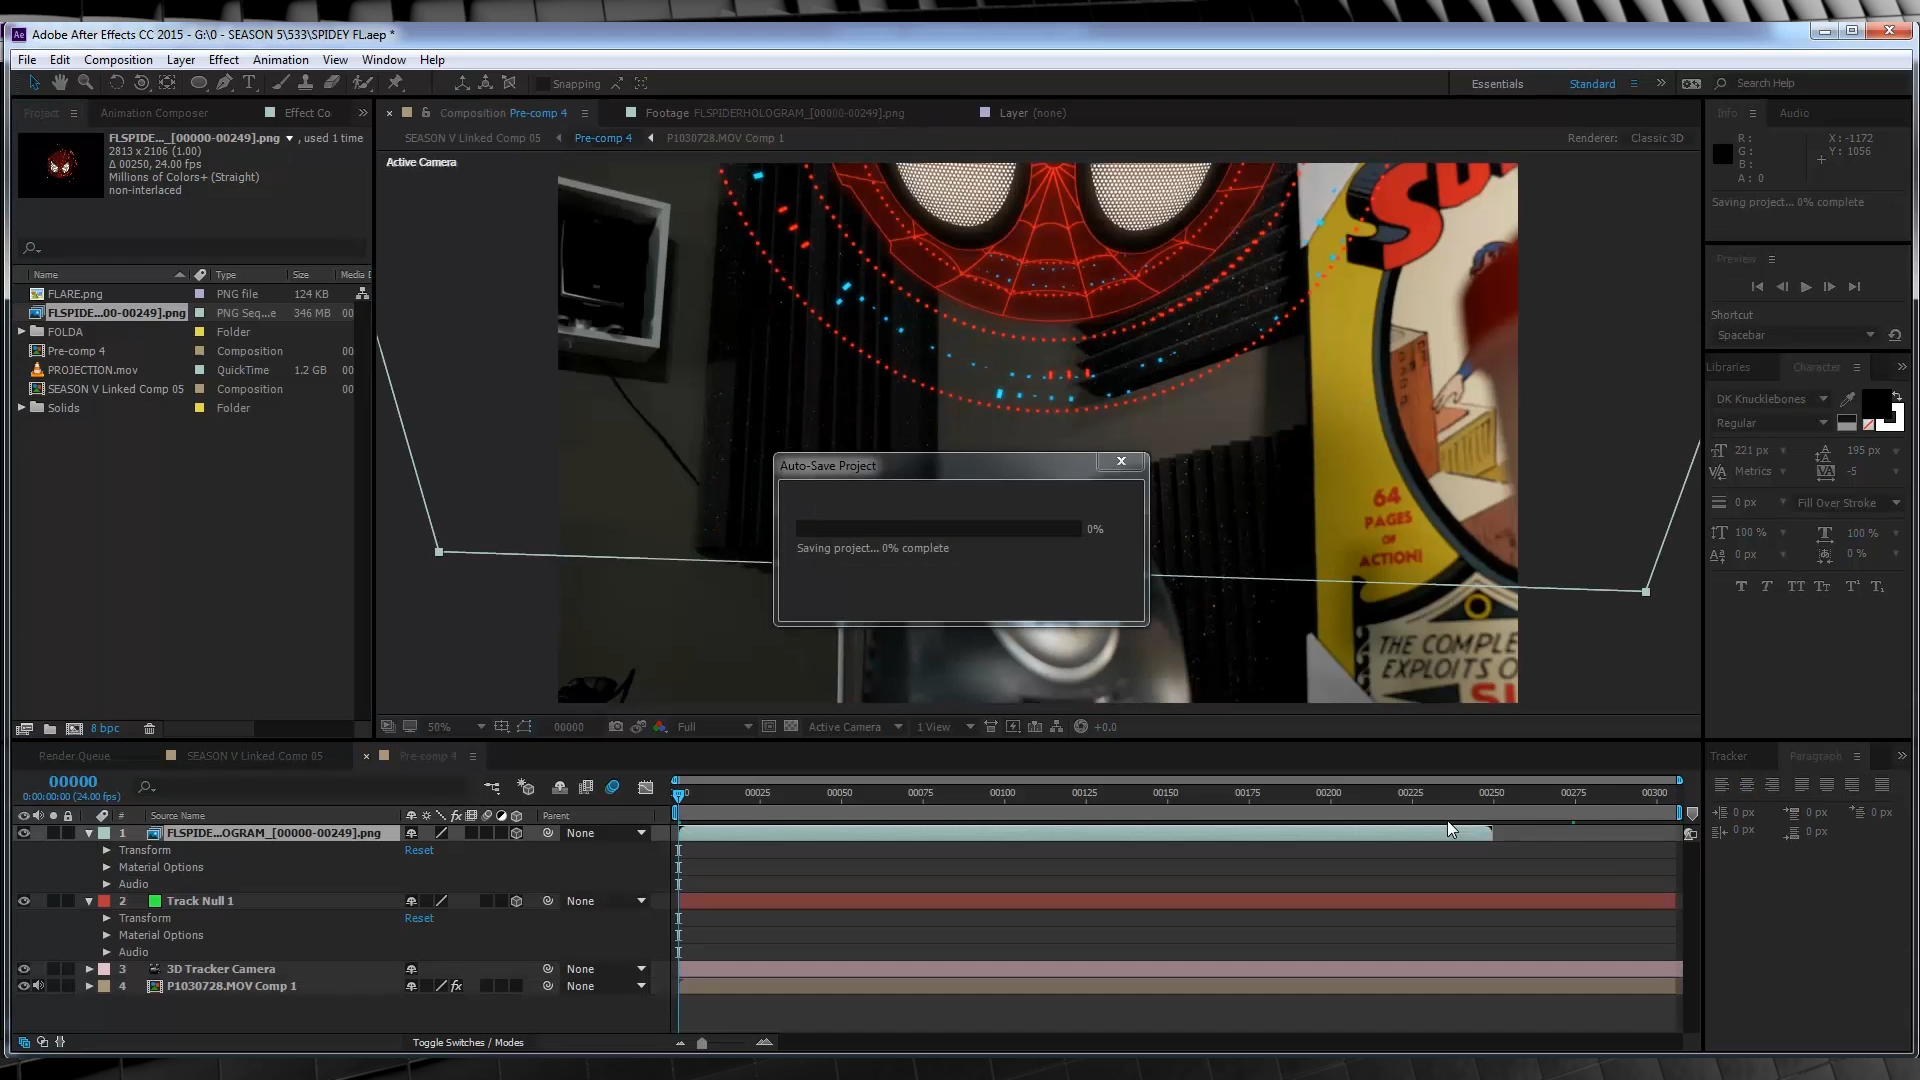 Adobe After Effects CC 2015 - G:\0 - SEASON 5\533\SPIDEY FL.aep *
File Edit Composition Layer Effect Animation View Window Help
Snapping
Essentials Standard Search Help
Project Animation Composer Effect Co
Composition Pre-comp 4 Footage FLSPIDERHOLOGRAM_[00000-00249].png Layer (none)
Info Audio
FLSPIDE..._[00000-00249].png , used 1 time
2813 x 2106 (1.00)
Δ 00250, 24.00 fps
Millions of Colors+ (Straight)
non-interlaced
SEASON V Linked Comp 05 Pre-comp 4 P1030728.MOV Comp 1
Renderer: Classic 3D
Active Camera
R :
G :
B :
A : 0
X : -1172
Y : 1056
Saving project... 0% complete
Name Type Size Media D
FLARE.png PNG file 124 KB
FLSPIDE...00-00249].png PNG Seq...e 346 MB 00
FOLDA Folder
Pre-comp 4 Composition 00
PROJECTION.mov QuickTime 1.2 GB 00
SEASON V Linked Comp 05 Composition 00
Solids Folder
8 bpc
Preview
Shortcut
Spacebar
Libraries Character
DK Knucklebones
Regular
221 px 195 px
Metrics -5
0 px Fill Over Stroke
100 % 100 %
0 px 0 %
64
PAGES
OF
ACTION!
THE COMPLE
EXPLOITS O
Auto-Save Project
0%
Saving project... 0% complete
50% 00000 Full Active Camera 1 View +0.0
Render Queue SEASON V Linked Comp 05 Pre-comp 4
00000
0:00:00:00 (24.00 fps)
00025 00050 00075 00100 00125 00150 00175 00200 00225 00250 00275 00300
# Source Name Parent
1 FLSPIDE...OGRAM_[00000-00249].png None
Transform Reset
Material Options
Audio
2 Track Null 1 None
Transform Reset
Material Options
Audio
3 3D Tracker Camera None
4 P1030728.MOV Comp 1 None
Toggle Switches / Modes
Tracker Paragraph
0 px 0 px 0 px
0 px 0 px